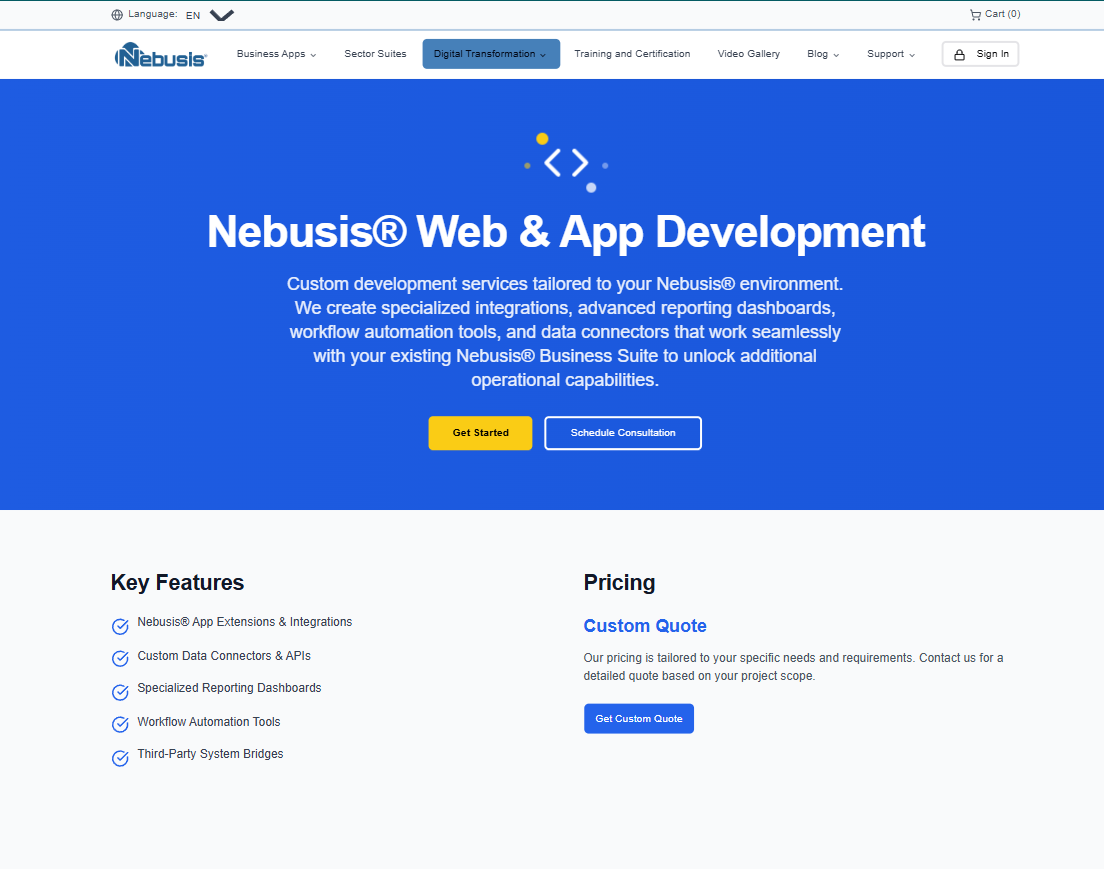 Language: EN
Cart (0)
Nebusis®
Business Apps
Sector Suites
Digital Transformation
Training and Certification
Video Gallery
Blog
Support
Sign In
Nebusis® Web & App Development
Custom development services tailored to your Nebusis® environment.
We create specialized integrations, advanced reporting dashboards,
workflow automation tools, and data connectors that work seamlessly
with your existing Nebusis® Business Suite to unlock additional
operational capabilities.
Get Started
Schedule Consultation
Key Features
Nebusis® App Extensions & Integrations
Custom Data Connectors & APIs
Specialized Reporting Dashboards
Workflow Automation Tools
Third-Party System Bridges
Pricing
Custom Quote
Our pricing is tailored to your specific needs and requirements. Contact us for a
detailed quote based on your project scope.
Get Custom Quote